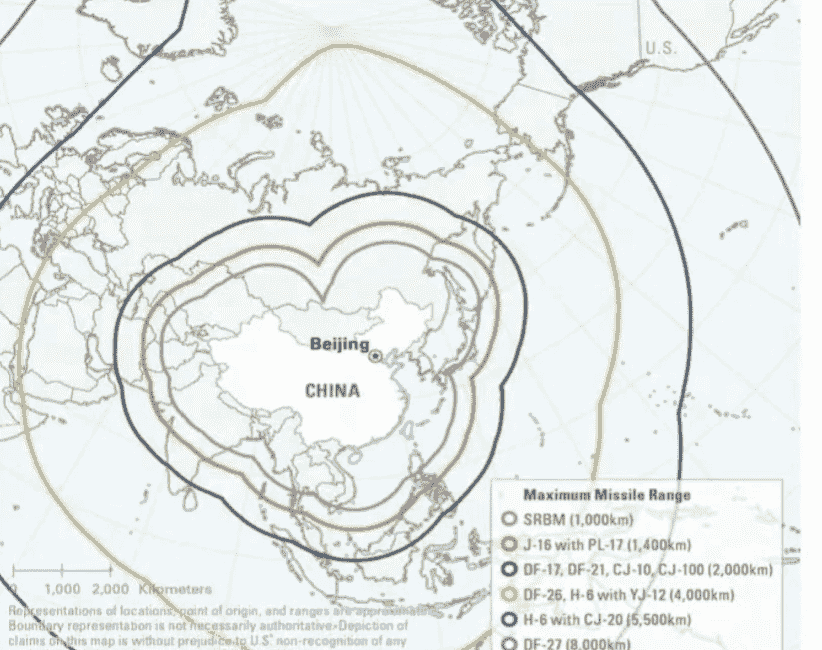 U.S.
Beijing
CHINA
Maximum Missile Range
SRBM (1,000km)
J-16 with PL-17 (1,400km)
DF-17, DF-21, CJ-10, CJ-100 (2,000km)
DF-26, H-6 with YJ-12 (4,000km)
H-6 with CJ-20 (5,500km)
DF-27 (8,000km)
0 1,000 2,000 Kilometers
Representations of locations, point of origin, and ranges are approximate.
Boundary representation is not necessarily authoritative. Depiction of
claims on this map is without prejudice to U.S. non-recognition of any